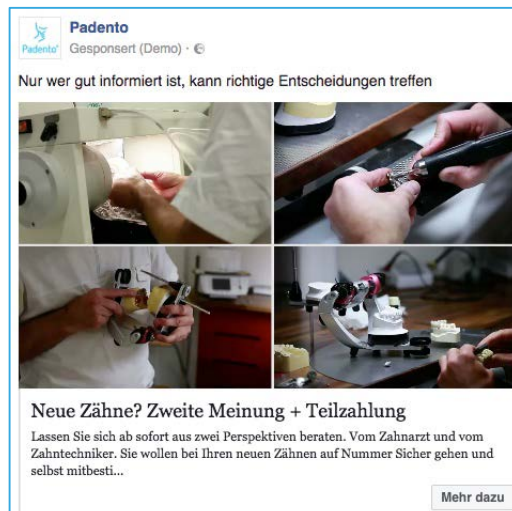 Padento
Gesponsert (Demo) ·
Padento°
Nur wer gut informiert ist, kann richtige Entscheidungen treffen
Neue Zähne? Zweite Meinung + Teilzahlung
Lassen Sie sich ab sofort aus zwei Perspektiven beraten. Vom Zahnarzt und vom
Zahntechniker. Sie wollen bei Ihren neuen Zähnen auf Nummer Sicher gehen und
selbst mitbesti...
Mehr dazu